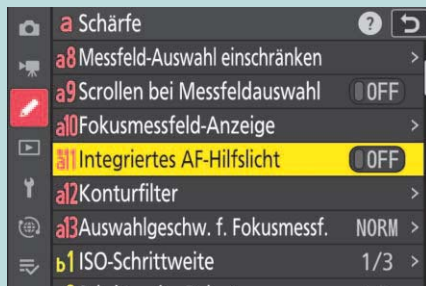 a Schärfe ?
a8 Messfeld-Auswahl einschränken >
a9 Scrollen bei Messfeldauswahl OFF
a10 Fokusmessfeld-Anzeige >
a11 Integriertes AF-Hilfslicht OFF
a12 Konturfilter >
a13 Auswahlgeschw. f. Fokusmessf. NORM >
b1 ISO-Schrittweite 1/3 >